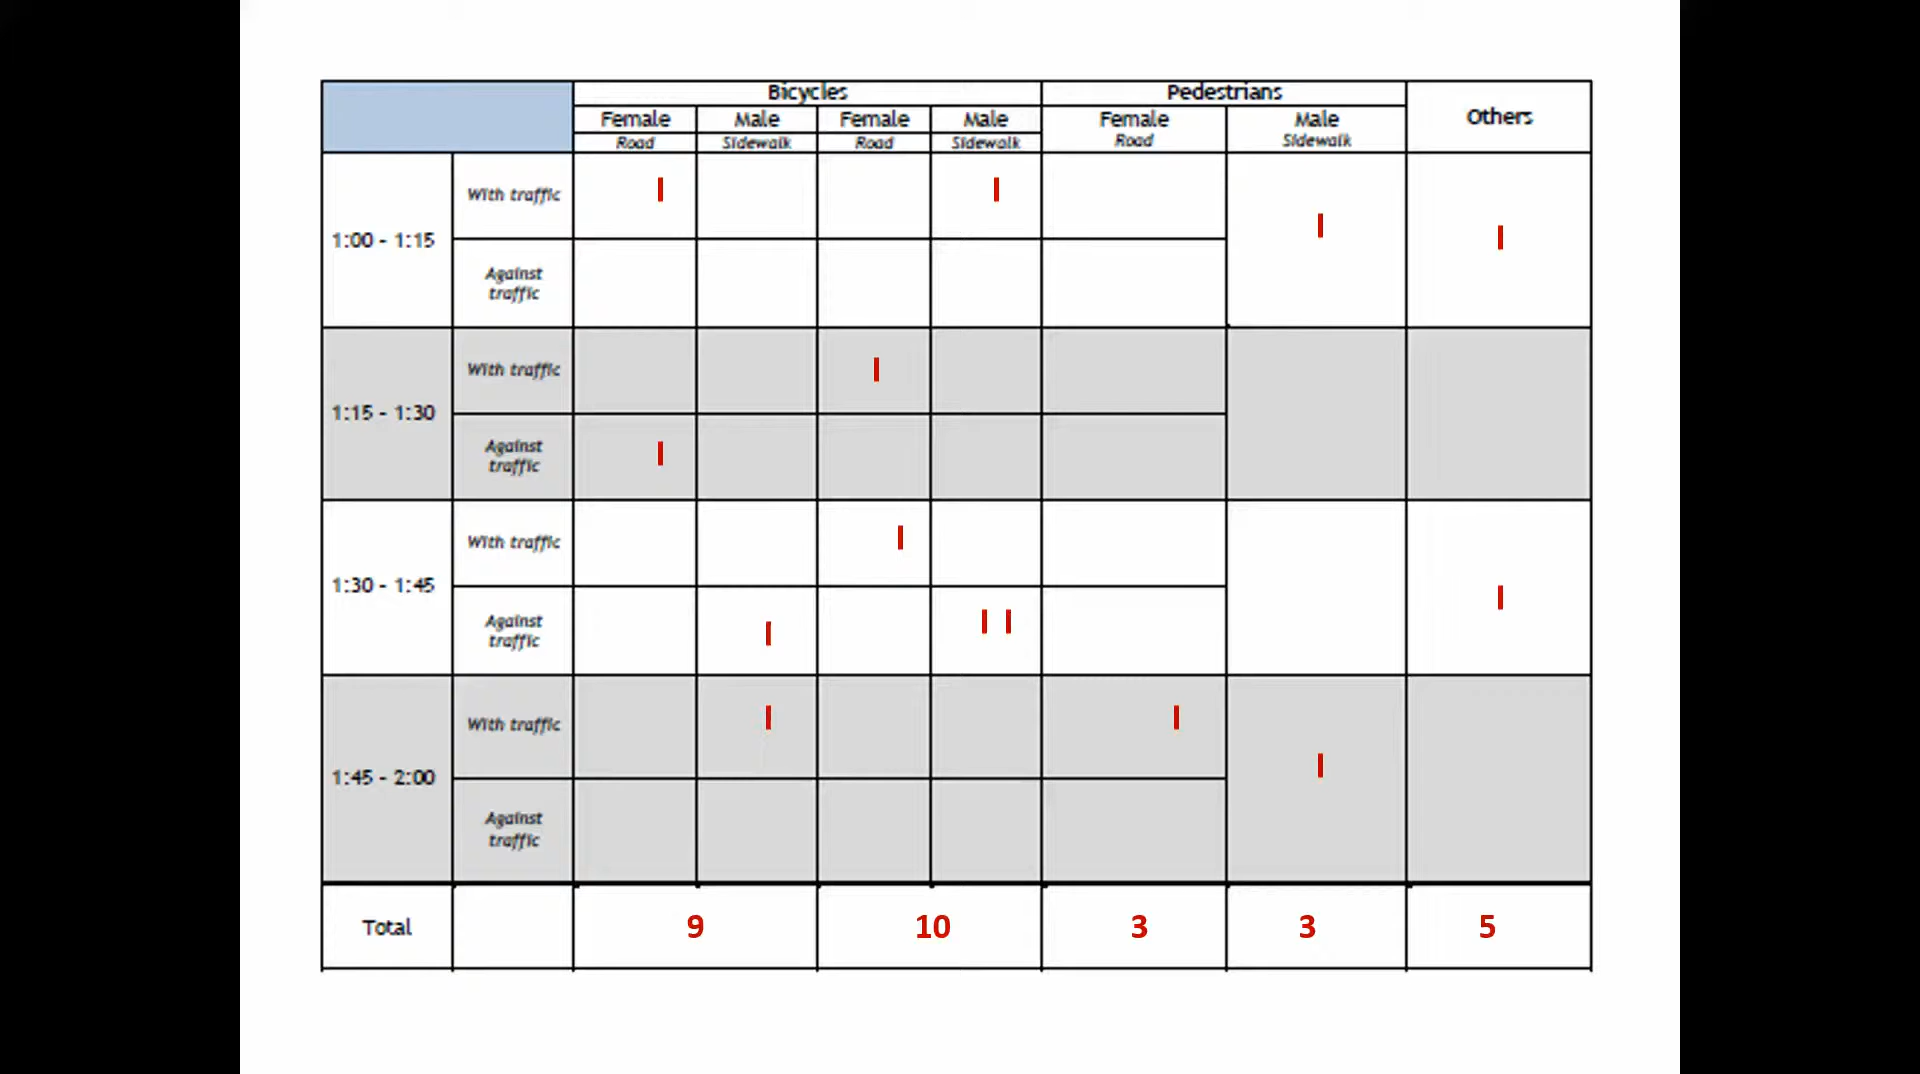 Bicycles Pedestrians Others
Female Male Female Male Female Male
Road Sidewalk Road Sidewalk Road Sidewalk
1:00 - 1:15
With traffic
Against
traffic
1:15 - 1:30
With traffic
Against
traffic
1:30 - 1:45
With traffic
Against
traffic
1:45 - 2:00
With traffic
Against
traffic
Total 9 10 3 3 5